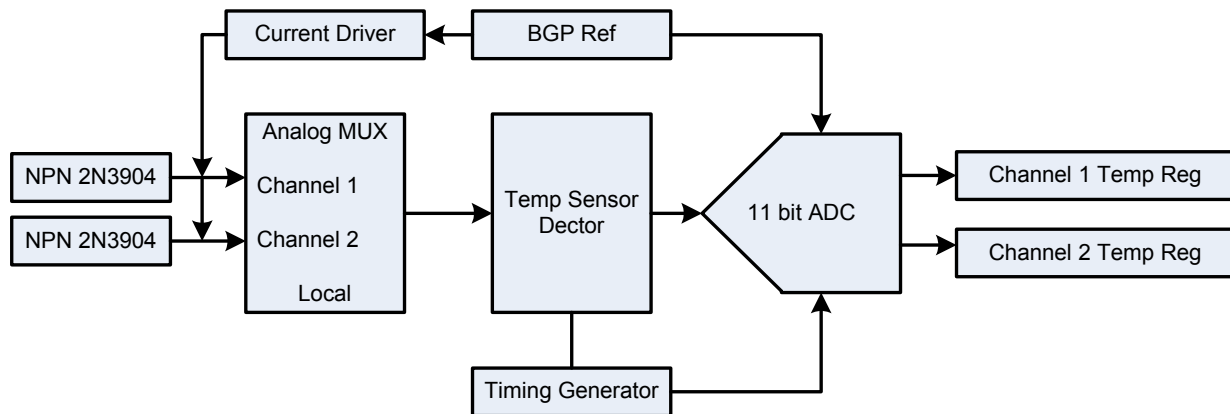 Current Driver
BGP Ref
Analog MUX
NPN 2N3904
Channel 1
NPN 2N3904
Channel 2
Local
Temp Sensor
Dector
11 bit ADC
Channel 1 Temp Reg
Channel 2 Temp Reg
Timing Generator